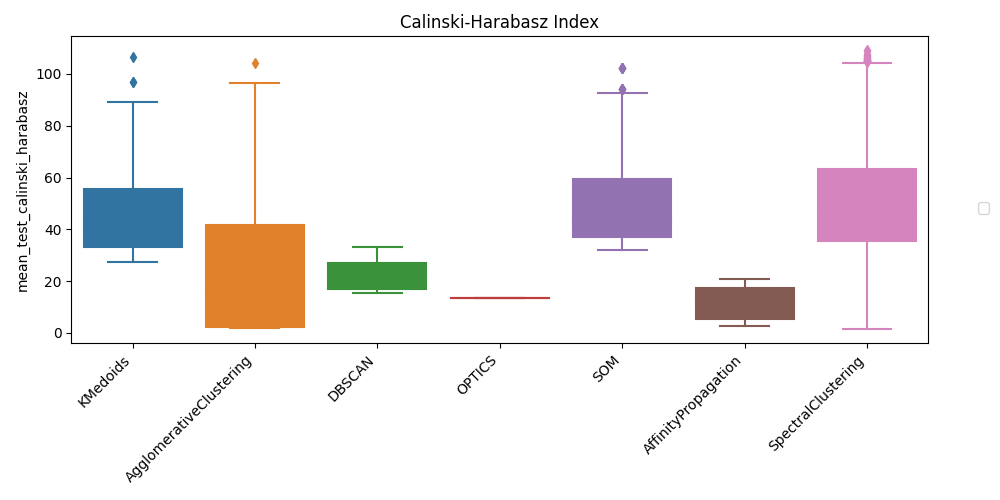 Calinski-Harabasz Index
mean_test_calinski_harabasz
100
80
60
40
20
0
KMedoids
AgglomerativeClustering
DBSCAN
OPTICS
SOM
AffinityPropagation
SpectralClustering